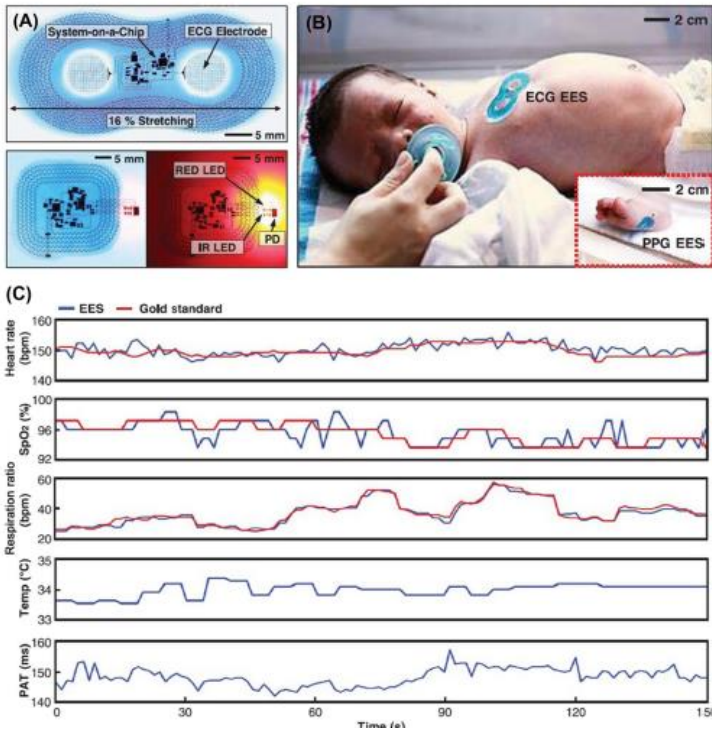 (A)
System-on-a-Chip
ECG Electrode
16 % Stretching
5 mm
5 mm
5 mm
RED LED
IR LED
PD
(B)
2 cm
ECG EES
2 cm
PPG EES
(C)
EES
Gold standard
Heart rate
(bpm)
160
150
140
SpO₂ (%)
100
96
92
Respiration ratio
(bpm)
60
40
20
Temp (°C)
35
34
33
PAT (ms)
160
150
140
0
30
60
90
120
150
Time (s)